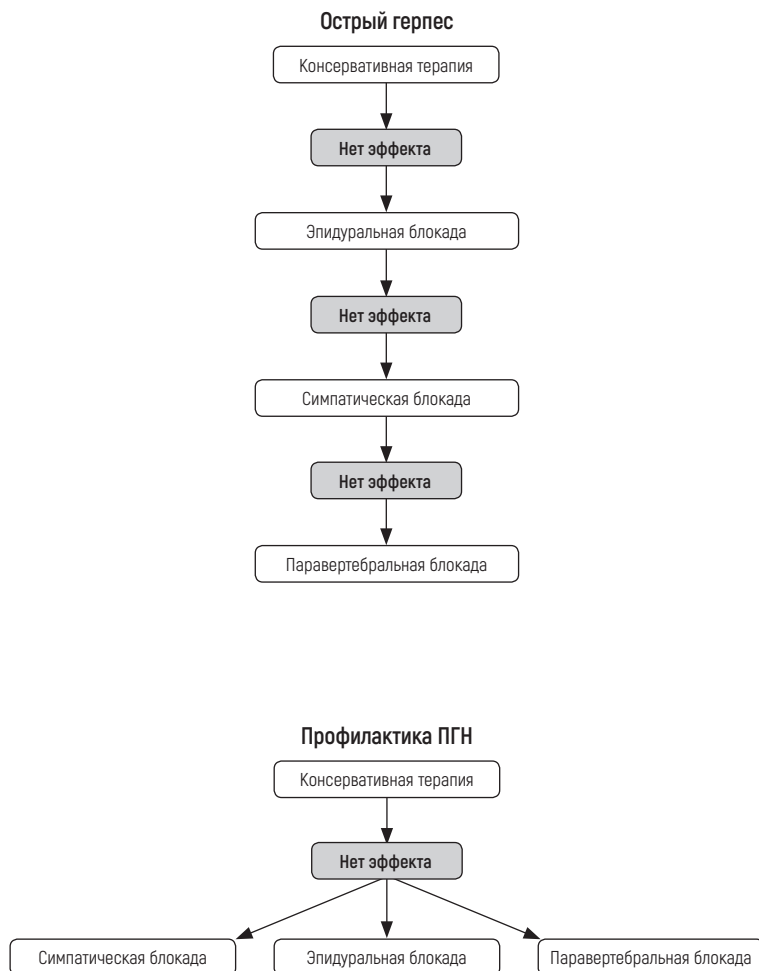 Острый герпес
Консервативная терапия
Нет эффекта
Эпидуральная блокада
Нет эффекта
Симпатическая блокада
Нет эффекта
Паравертебральная блокада
Профилактика ПГН
Консервативная терапия
Нет эффекта
Симпатическая блокада
Эпидуральная блокада
Паравертебральная блокада